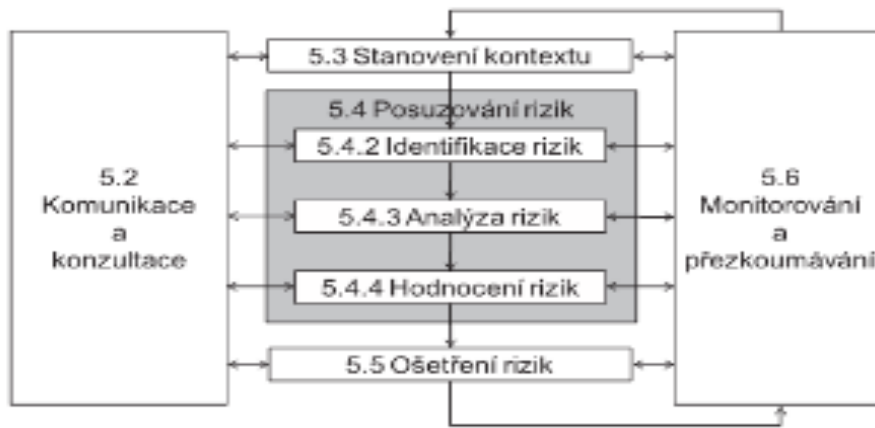 5.3 Stanovení kontextu
5.4 Posuzování rizik
5.4.2 Identifikace rizik
5.4.3 Analýza rizik
5.4.4 Hodnocení rizik
5.5 Ošetření rizik
5.2
Komunikace
a
konzultace
5.6
Monitorování
a
přezkoumávání